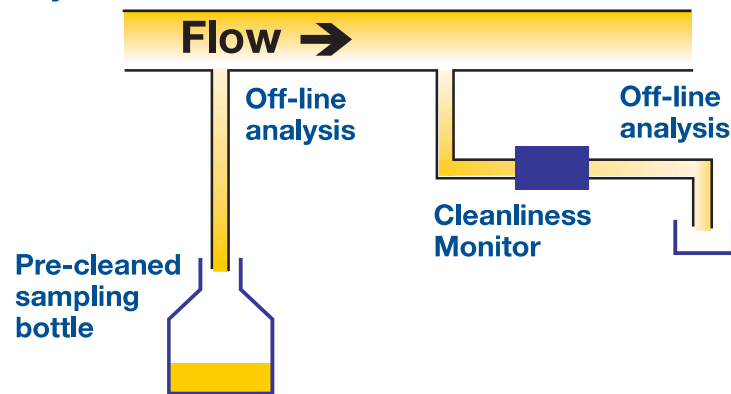 Flow →
Off-line
analysis
Off-line
analysis
Cleanliness
Monitor
Pre-cleaned
sampling
bottle